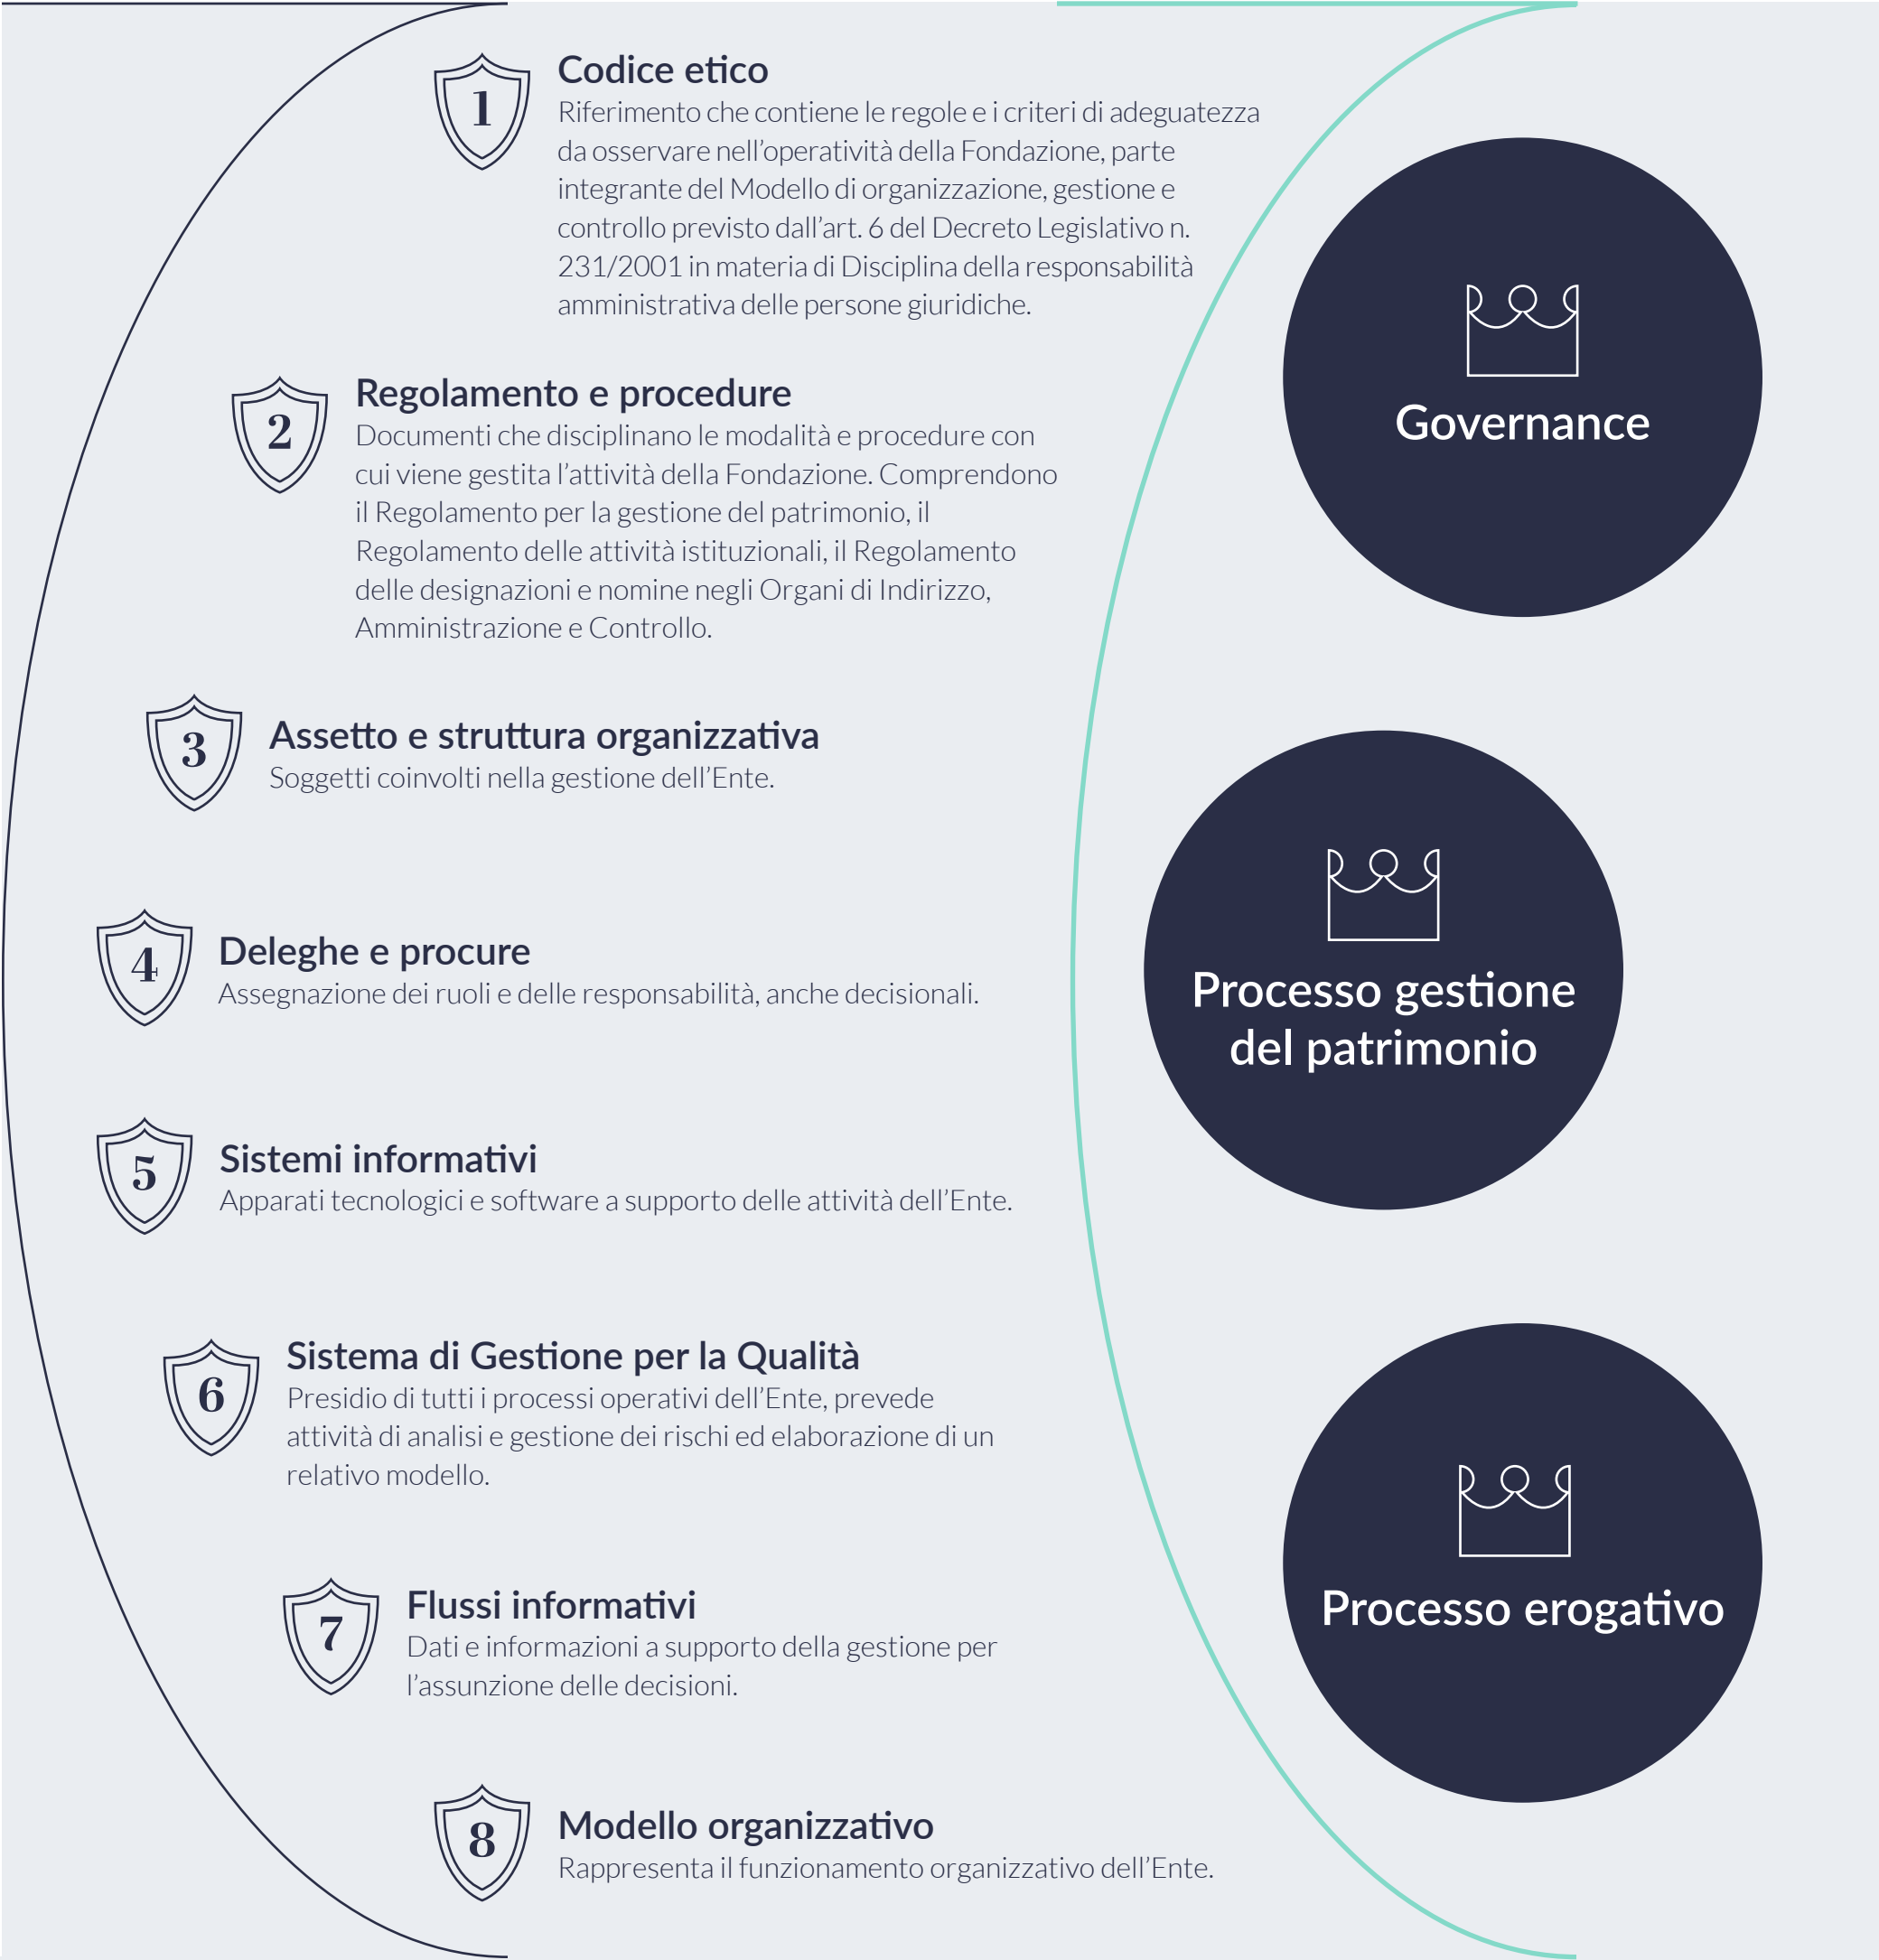 1
Codice etico
Riferimento che contiene le regole e i criteri di adeguatezza
da osservare nell’operatività della Fondazione, parte
integrante del Modello di organizzazione, gestione e
controllo previsto dall’art. 6 del Decreto Legislativo n.
231/2001 in materia di Disciplina della responsabilità
amministrativa delle persone giuridiche.
2
Regolamento e procedure
Documenti che disciplinano le modalità e procedure con
cui viene gestita l’attività della Fondazione. Comprendono
il Regolamento per la gestione del patrimonio, il
Regolamento delle attività istituzionali, il Regolamento
delle designazioni e nomine negli Organi di Indirizzo,
Amministrazione e Controllo.
3
Assetto e struttura organizzativa
Soggetti coinvolti nella gestione dell’Ente.
4
Deleghe e procure
Assegnazione dei ruoli e delle responsabilità, anche decisionali.
5
Sistemi informativi
Apparati tecnologici e software a supporto delle attività dell’Ente.
6
Sistema di Gestione per la Qualità
Presidio di tutti i processi operativi dell’Ente, prevede
attività di analisi e gestione dei rischi ed elaborazione di un
relativo modello.
7
Flussi informativi
Dati e informazioni a supporto della gestione per
l’assunzione delle decisioni.
8
Modello organizzativo
Rappresenta il funzionamento organizzativo dell’Ente.
Governance
Processo gestione
del patrimonio
Processo erogativo